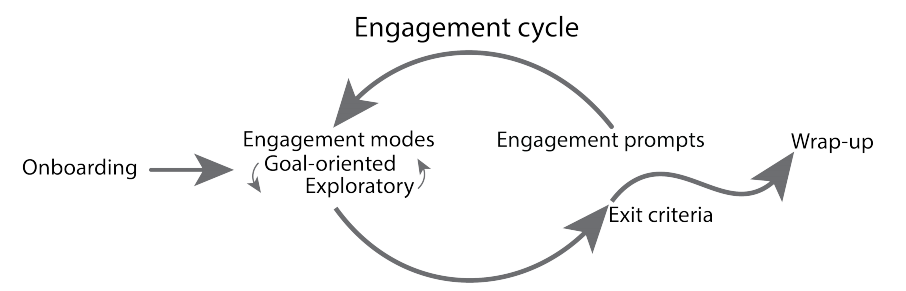 Engagement cycle
Engagement modes
Goal-oriented
Exploratory
Engagement prompts
Wrap-up
Onboarding
Exit criteria